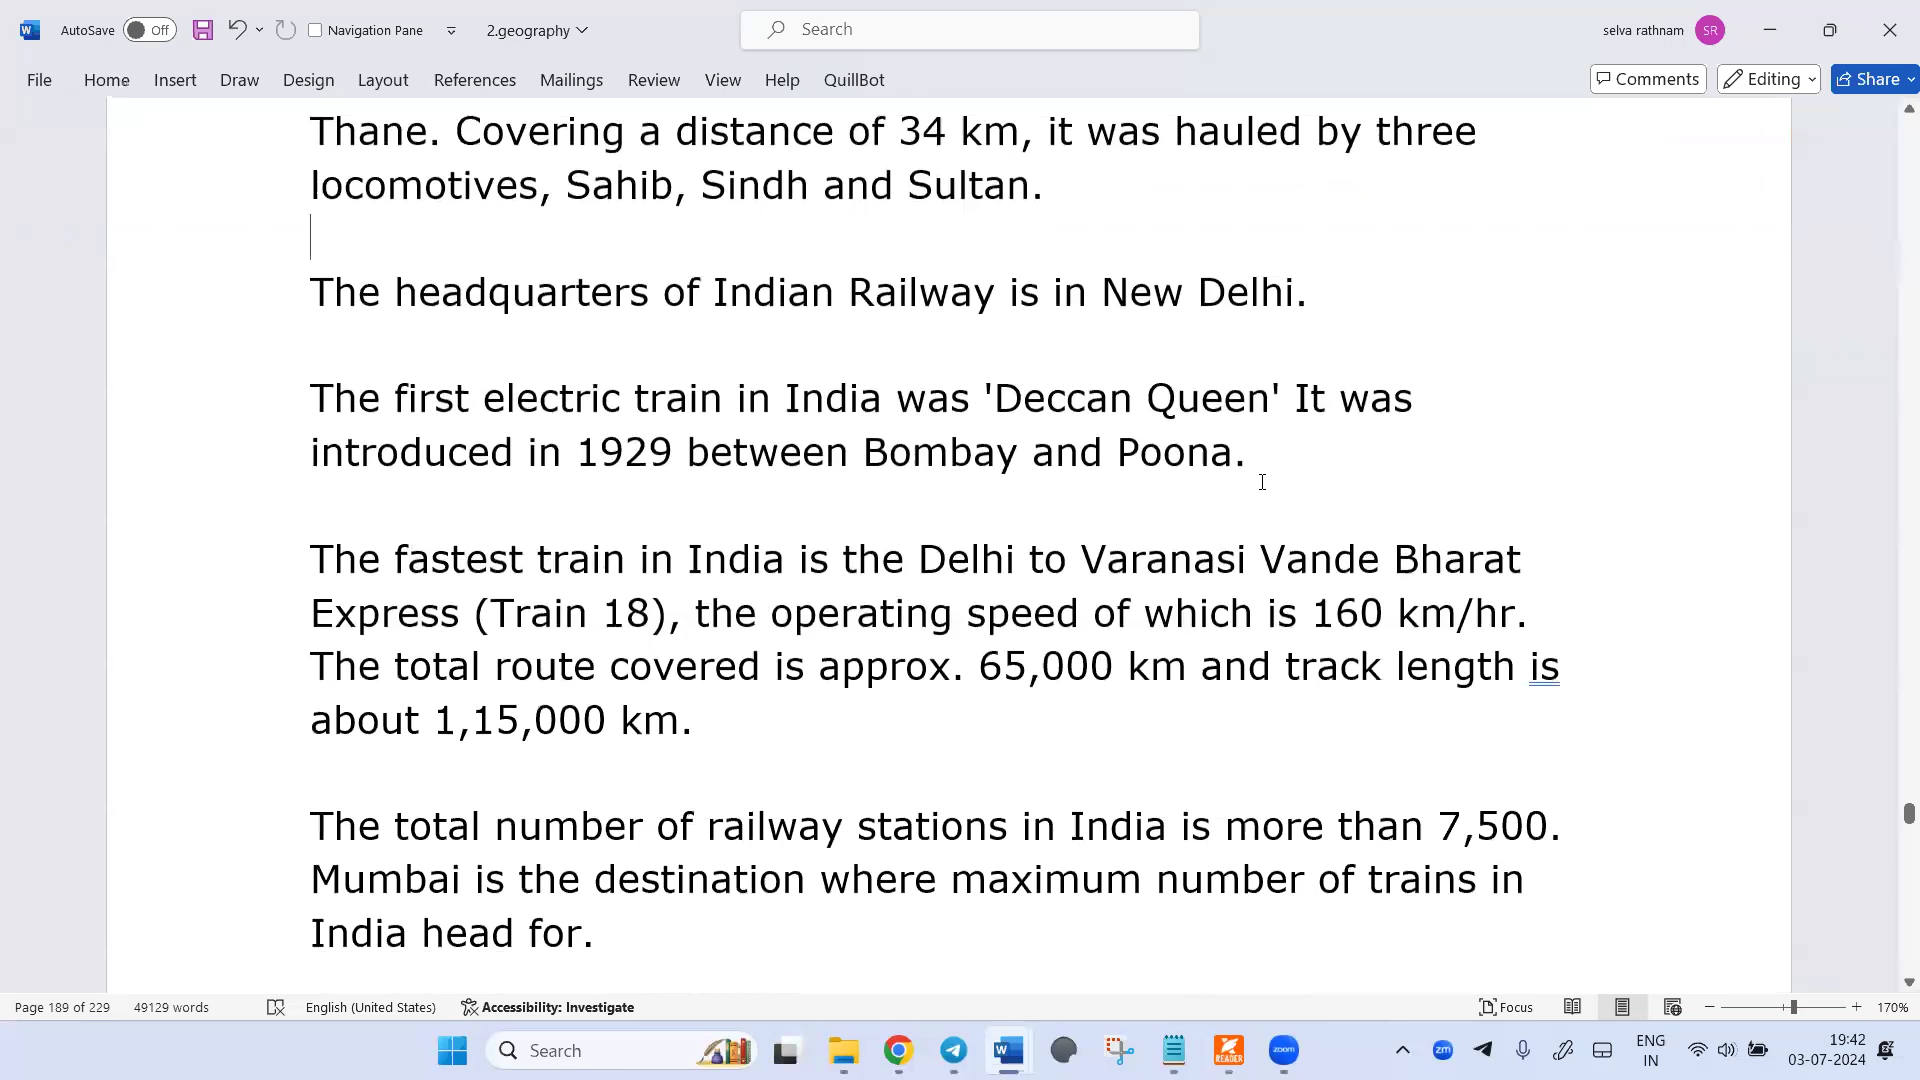 AutoSave Off Navigation Pane 2.geography Search selva rathnam SR
File Home Insert Draw Design Layout References Mailings Review View Help QuillBot Comments Editing Share
Thane. Covering a distance of 34 km, it was hauled by three
locomotives, Sahib, Sindh and Sultan.
The headquarters of Indian Railway is in New Delhi.
The first electric train in India was 'Deccan Queen' It was
introduced in 1929 between Bombay and Poona.
The fastest train in India is the Delhi to Varanasi Vande Bharat
Express (Train 18), the operating speed of which is 160 km/hr.
The total route covered is approx. 65,000 km and track length is
about 1,15,000 km.
The total number of railway stations in India is more than 7,500.
Mumbai is the destination where maximum number of trains in
India head for.
Page 189 of 229 49129 words English (United States) Accessibility: Investigate Focus 170%
Search W READER zoom zm ENG 19:42
IN 03-07-2024